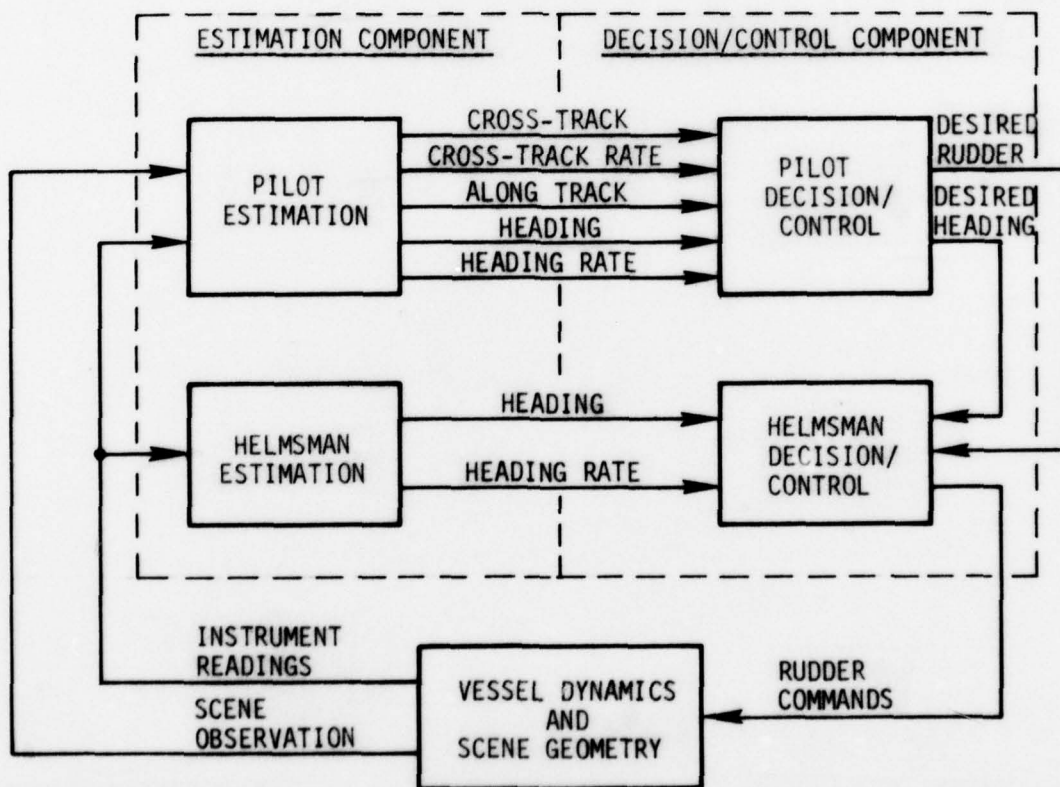 ESTIMATION COMPONENT
DECISION/CONTROL COMPONENT
PILOT
ESTIMATION
CROSS-TRACK
CROSS-TRACK RATE
ALONG TRACK
HEADING
HEADING RATE
PILOT
DECISION/
CONTROL
DESIRED
RUDDER
DESIRED
HEADING
HELMSMAN
ESTIMATION
HEADING
HEADING RATE
HELMSMAN
DECISION/
CONTROL
INSTRUMENT
READINGS
SCENE
OBSERVATION
VESSEL DYNAMICS
AND
SCENE GEOMETRY
RUDDER
COMMANDS